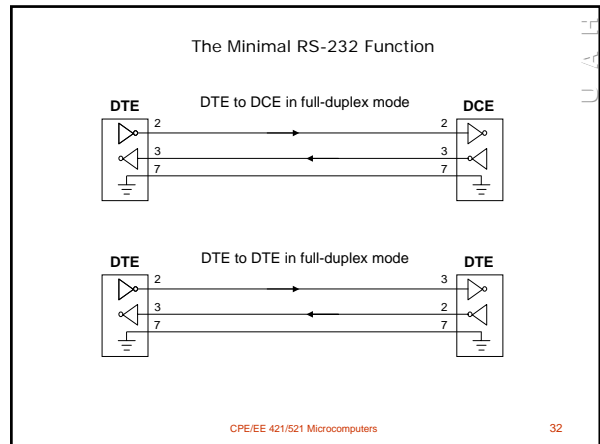 The Minimal RS-232 Function
UAH
DTE DTE to DCE in full-duplex mode DCE
2 2
3 3
7 7
DTE DTE to DTE in full-duplex mode DTE
2 3
3 2
7 7
CPE/EE 421/521 Microcomputers 32